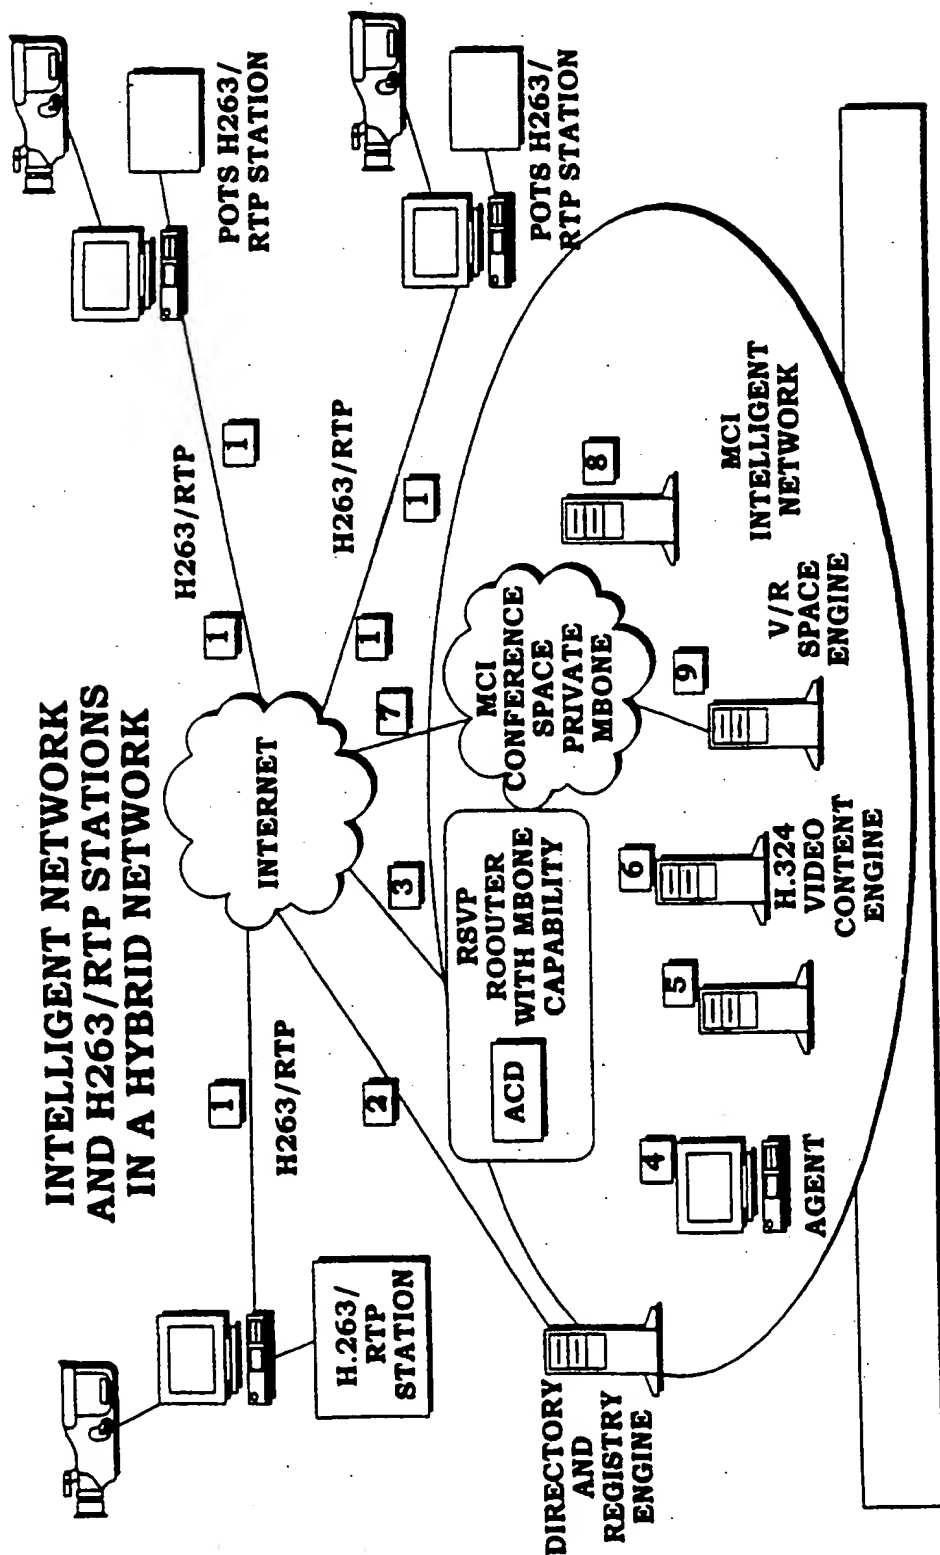 INTELLIGENT NETWORK
AND H263/RTP STATIONS
IN A HYBRID NETWORK
H.263/
RTP
STATION
1
H263/RTP
INTERNET
1
H263/RTP
1
POTS H263/
RTP STATION
1
H263/RTP
1
POTS H263/
RTP STATION
2
3
7
DIRECTORY
AND
REGISTRY
ENGINE
ACD
RSVP
ROOUTER
WITH MBONE
CAPABILITY
MCI
CONFERENCE
SPACE
PRIVATE
MBONE
8
4
AGENT
5
6
H.324
VIDEO
CONTENT
ENGINE
9
V/R
SPACE
ENGINE
MCI
INTELLIGENT
NETWORK